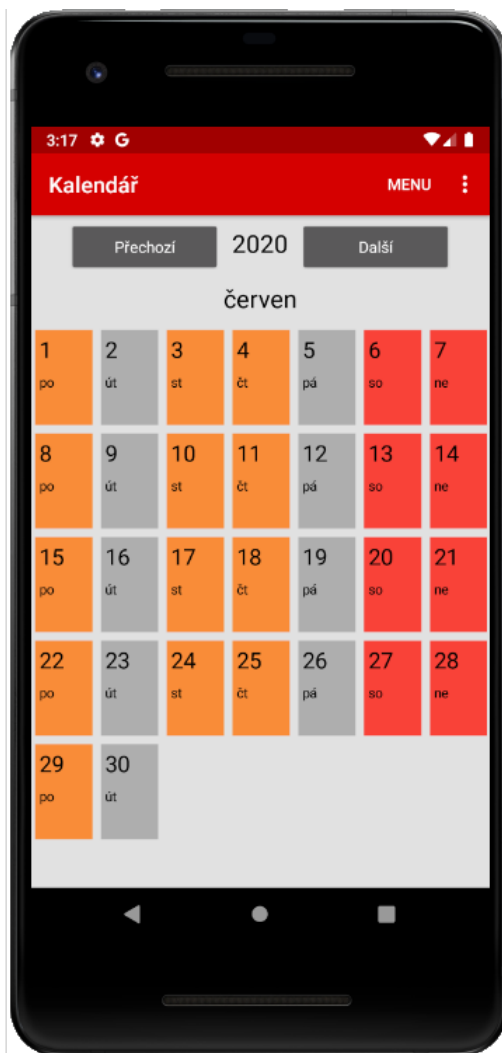 3:17 G
Kalendář MENU
Přechozí 2020 Další
červen
1 2 3 4 5 6 7
po út st čt pá so ne
8 9 10 11 12 13 14
po út st čt pá so ne
15 16 17 18 19 20 21
po út st čt pá so ne
22 23 24 25 26 27 28
po út st čt pá so ne
29 30
po út